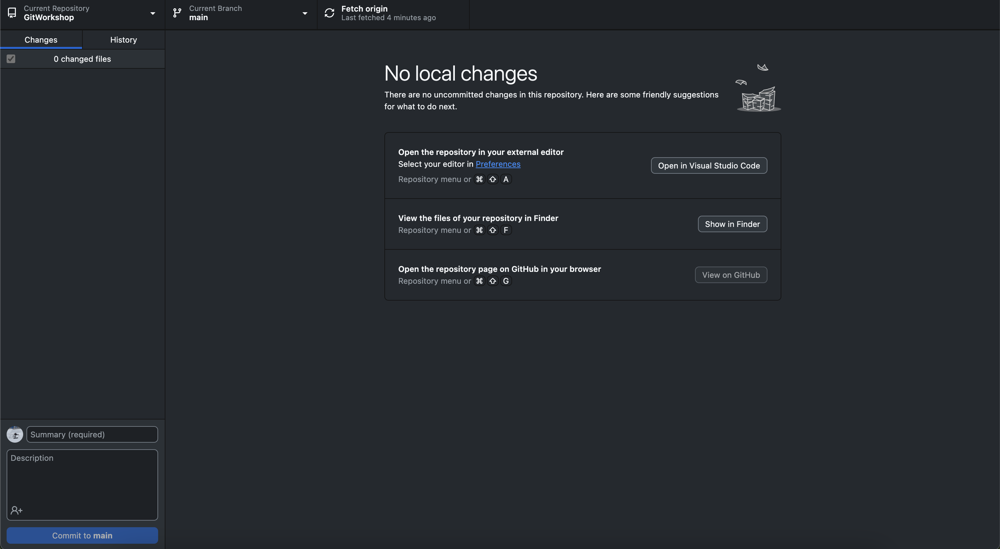 Current Repository
GitWorkshop
Current Branch
main
Fetch origin
Last fetched 4 minutes ago
Changes
History
0 changed files
No local changes
There are no uncommitted changes in this repository. Here are some friendly suggestions
for what to do next.
Open the repository in your external editor
Select your editor in Preferences
Repository menu or ⌘ ⇧ A
Open in Visual Studio Code
View the files of your repository in Finder
Repository menu or ⌘ ⇧ F
Show in Finder
Open the repository page on GitHub in your browser
Repository menu or ⌘ ⇧ G
View on GitHub
Summary (required)
Description
Commit to main